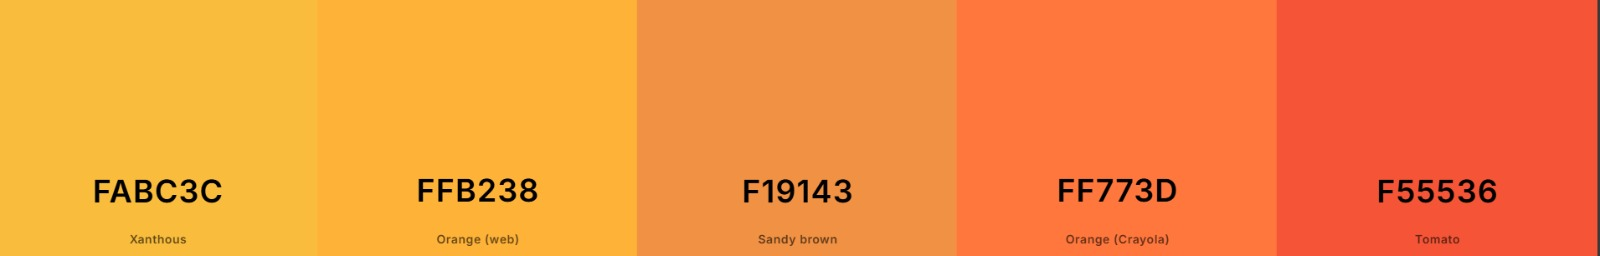 FABC3C
Xanthous
FFB238
Orange (web)
F19143
Sandy brown
FF773D
Orange (Crayola)
F55536
Tomato